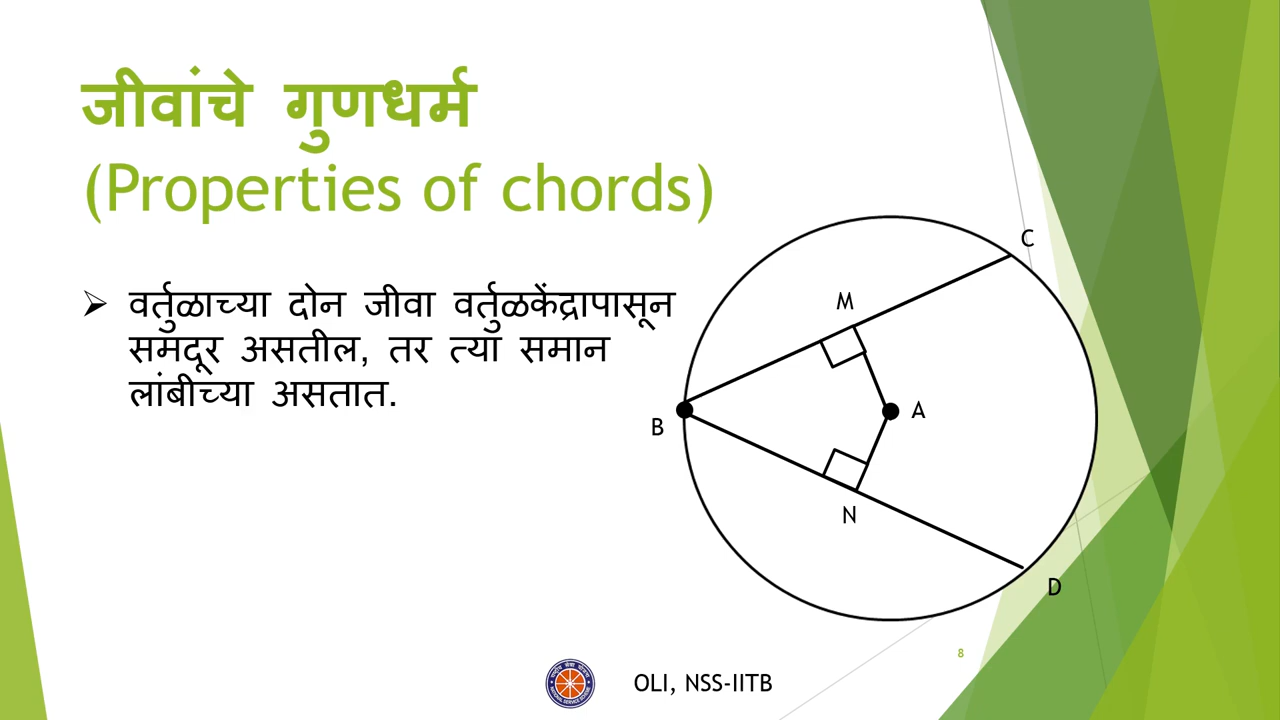 जीवांचे गुणधर्म
(Properties of chords)
➢ वर्तुळाच्या दोन जीवा वर्तुळकेंद्रापासून
समदूर असतील, तर त्या समान
लांबीच्या असतात.
C
M
A
B
N
D
8
OLI, NSS-IITB